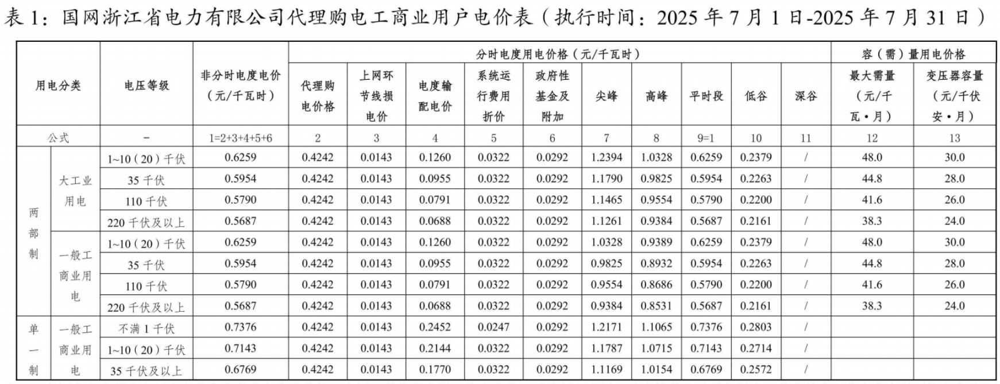 表 1：国网浙江省电力有限公司代理购电工商业用户电价表（执行时间：2025 年 7 月 1 日-2025 年 7 月 31 日）
用电分类 电压等级 非分时电度电价（元/千瓦时） 分时电度用电价格（元/千瓦时） 容（需）量用电价格
代理购电价格 上网环节线损电价 电度输配电价 系统运行费用折价 政府性基金及附加 尖峰 高峰 平时段 低谷 深谷 最大需量（元/千瓦·月） 变压器容量（元/千伏安·月）
公式 － 1=2+3+4+5+6 2 3 4 5 6 7 8 9=1 10 11 12 13
两部制 大工业用电 1~10（20）千伏 0.6259 0.4242 0.0143 0.1260 0.0322 0.0292 1.2394 1.0328 0.6259 0.2379 / 48.0 30.0
35 千伏 0.5954 0.4242 0.0143 0.0955 0.0322 0.0292 1.1790 0.9825 0.5954 0.2263 / 44.8 28.0
110 千伏 0.5790 0.4242 0.0143 0.0791 0.0322 0.0292 1.1465 0.9554 0.5790 0.2200 / 41.6 26.0
220 千伏及以上 0.5687 0.4242 0.0143 0.0688 0.0322 0.0292 1.1261 0.9384 0.5687 0.2161 / 38.3 24.0
一般工商业用电 1~10（20）千伏 0.6259 0.4242 0.0143 0.1260 0.0322 0.0292 1.0328 0.9389 0.6259 0.2379 / 48.0 30.0
35 千伏 0.5954 0.4242 0.0143 0.0955 0.0322 0.0292 0.9825 0.8932 0.5954 0.2263 / 44.8 28.0
110 千伏 0.5790 0.4242 0.0143 0.0791 0.0322 0.0292 0.9554 0.8686 0.5790 0.2200 / 41.6 26.0
220 千伏及以上 0.5687 0.4242 0.0143 0.0688 0.0322 0.0292 0.9384 0.8531 0.5687 0.2161 / 38.3 24.0
单一制 一般工商业用电 不满 1 千伏 0.7376 0.4242 0.0143 0.2452 0.0247 0.0292 1.2171 1.1065 0.7376 0.2803 /
1~10（20）千伏 0.7143 0.4242 0.0143 0.2144 0.0322 0.0292 1.1787 1.0715 0.7143 0.2714 /
35 千伏及以上 0.6769 0.4242 0.0143 0.1770 0.0322 0.0292 1.1169 1.0154 0.6769 0.2572 /